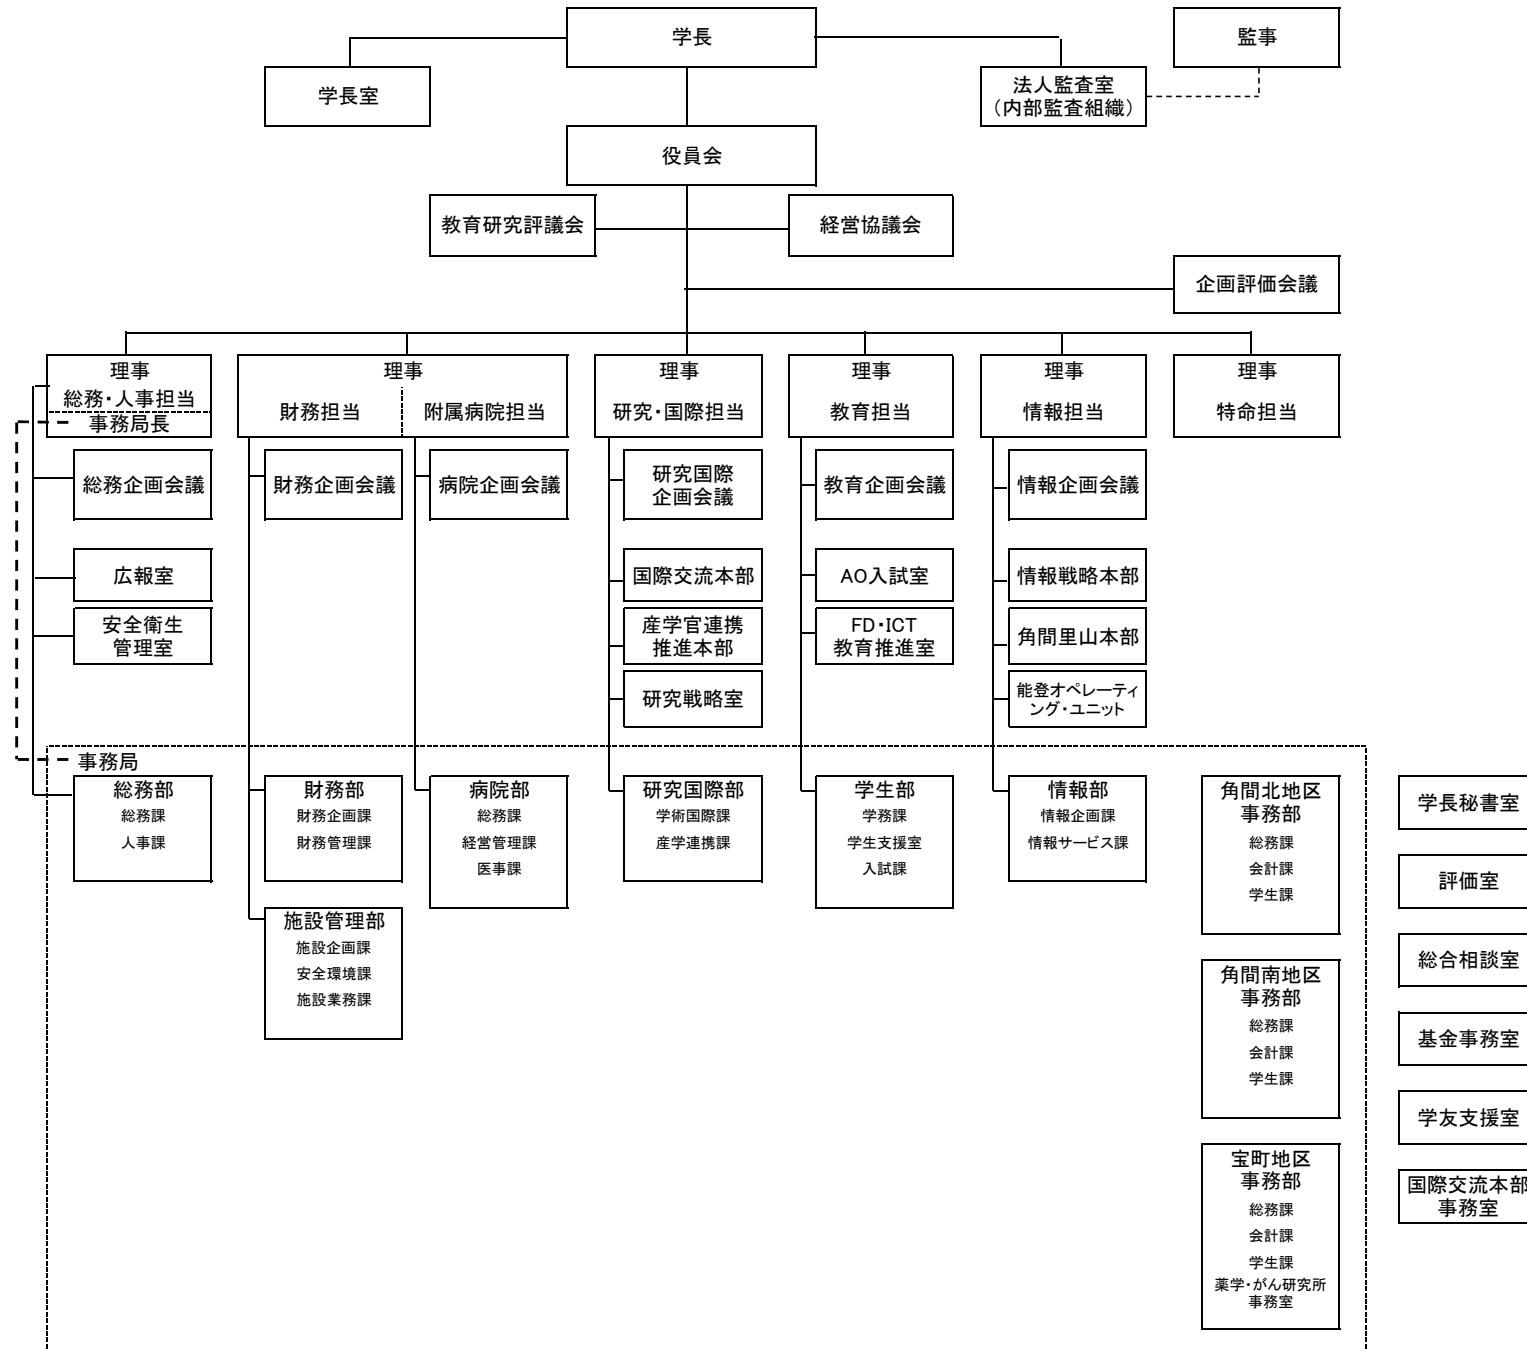 学長
監事
学長室
法人監査室
（内部監査組織）
役員会
教育研究評議会
経営協議会
企画評価会議
理事
総務・人事担当
事務局長
理事
財務担当
附属病院担当
理事
研究・国際担当
理事
教育担当
理事
情報担当
理事
特命担当
総務企画会議
財務企画会議
病院企画会議
研究国際
企画会議
教育企画会議
情報企画会議
広報室
国際交流本部
AO入試室
情報戦略本部
安全衛生
管理室
産学官連携
推進本部
FD・ICT
教育推進室
角間里山本部
研究戦略室
能登オペレーティ
ング・ユニット
事務局
総務部
総務課
人事課
財務部
財務企画課
財務管理課
病院部
総務課
経営管理課
医事課
研究国際部
学術国際課
産学連携課
学生部
学務課
学生支援室
入試課
情報部
情報企画課
情報サービス課
角間北地区
事務部
総務課
会計課
学生課
施設管理部
施設企画課
安全環境課
施設業務課
角間南地区
事務部
総務課
会計課
学生課
宝町地区
事務部
総務課
会計課
学生課
薬学・がん研究所
事務室
学長秘書室
評価室
総合相談室
基金事務室
学友支援室
国際交流本部
事務室